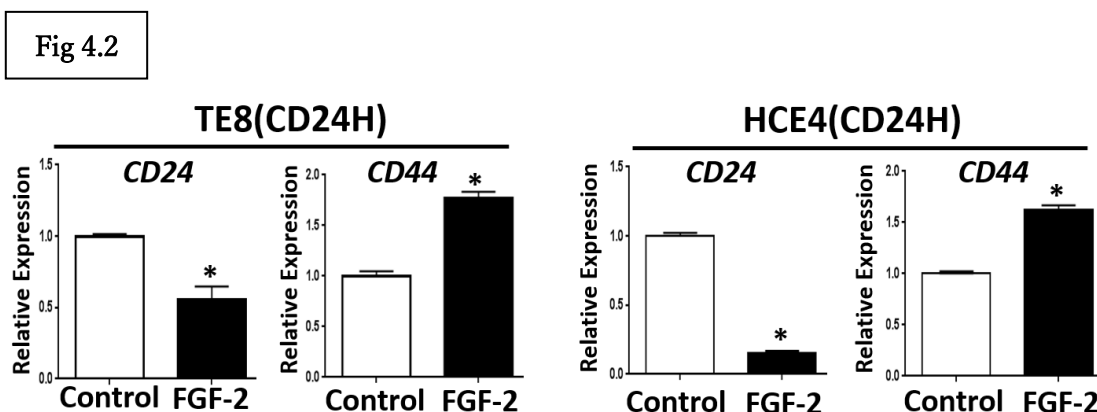 Fig 4.2
TE8(CD24H)
HCE4(CD24H)
CD24
Relative Expression
1.5
1.0
0.5
0.0
*
Control FGF-2
CD44
Relative Expression
2.0
1.5
1.0
0.5
0.0
*
Control FGF-2
CD24
Relative Expression
1.5
1.0
0.5
0.0
*
Control FGF-2
CD44
Relative Expression
2.0
1.5
1.0
0.5
0.0
*
Control FGF-2